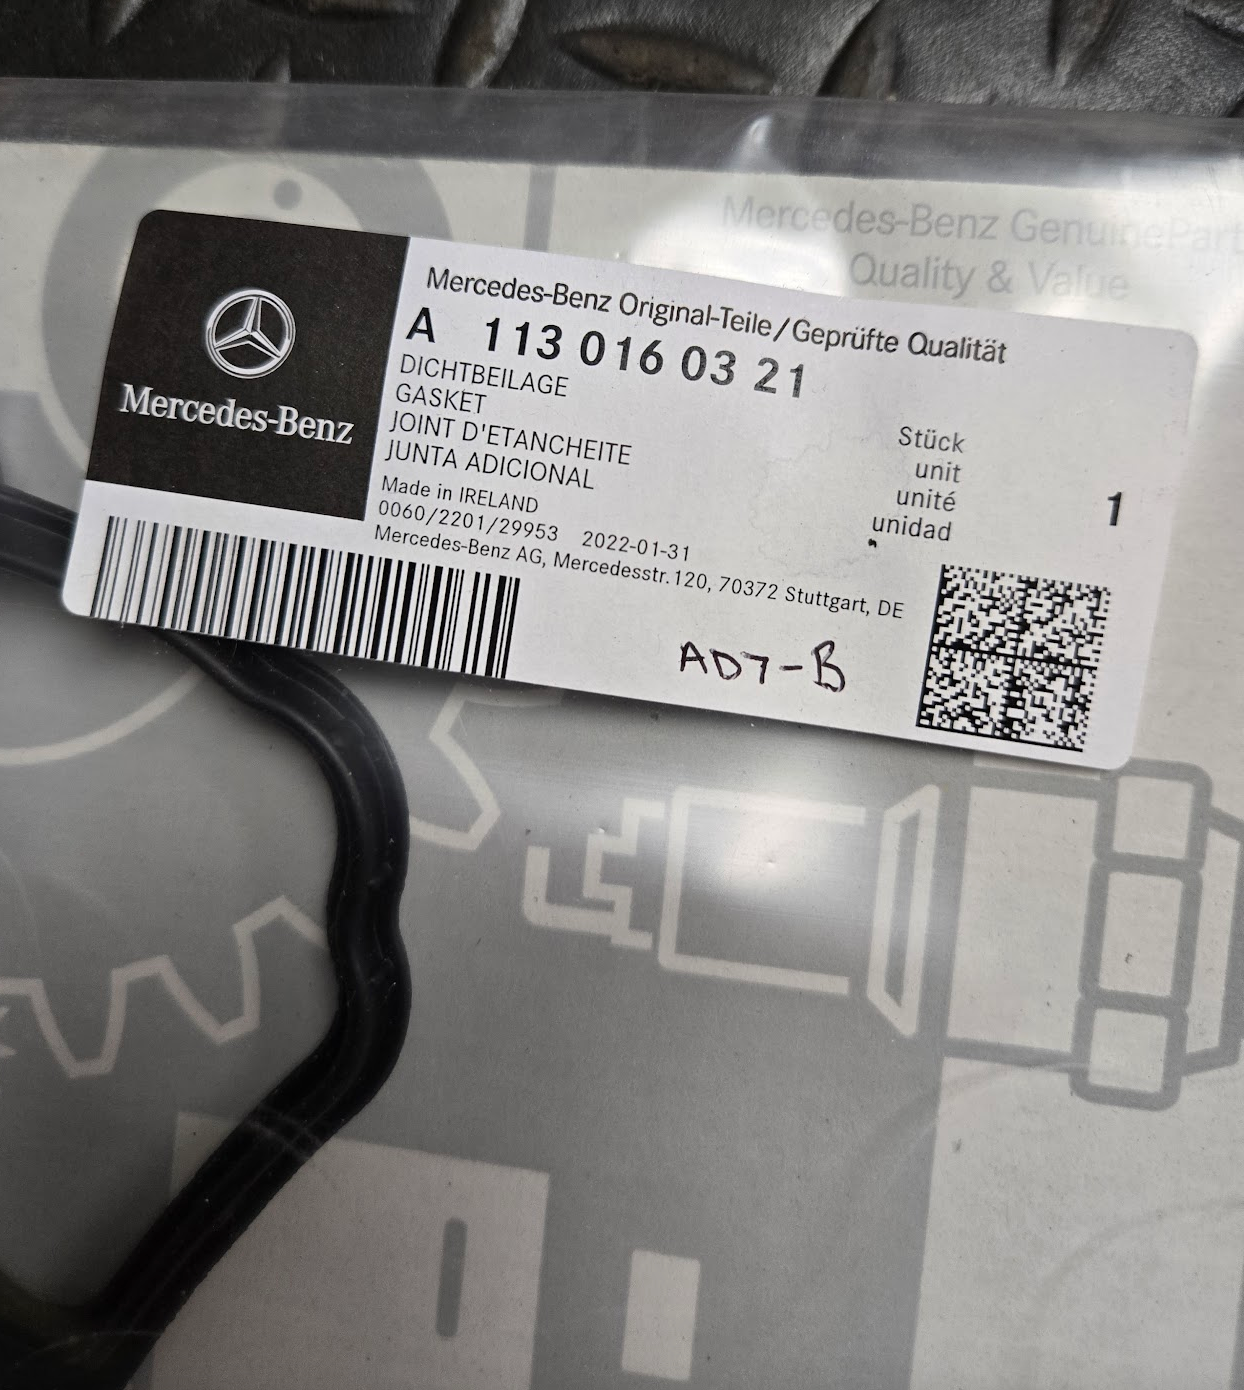 Mercedes-Benz GenuinePart
Quality & Value
Mercedes-Benz
Mercedes-Benz Original-Teile/Geprüfte Qualität
A 113 016 03 21
DICHTBEILAGE
GASKET
JOINT D'ETANCHEITE
JUNTA ADICIONAL
Stück
unit
unité
unidad
1
Made in IRELAND
0060/2201/29953 2022-01-31
Mercedes-Benz AG, Mercedesstr.120, 70372 Stuttgart, DE
AD7-B